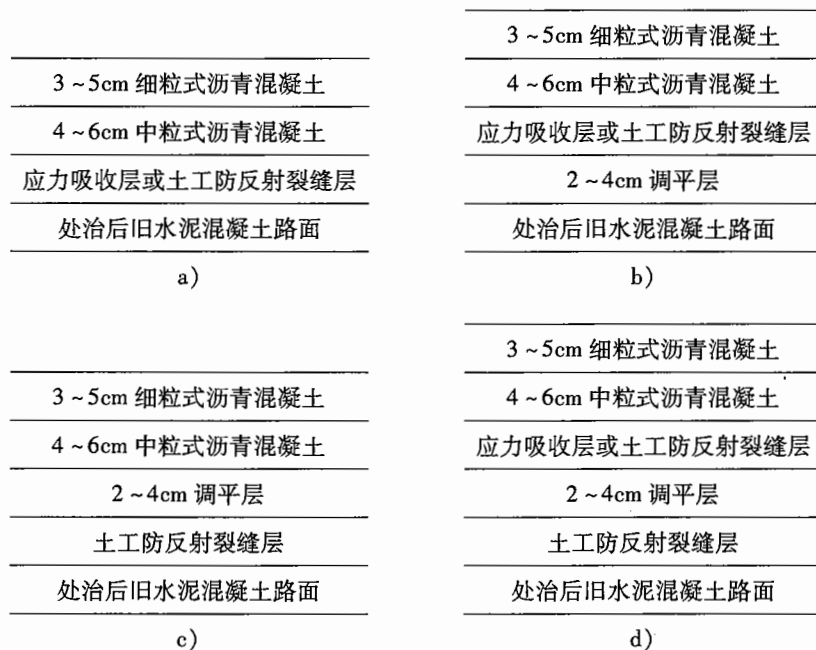 3~5cm 细粒式沥青混凝土
4~6cm 中粒式沥青混凝土
应力吸收层或土工防反射裂缝层
处治后旧水泥混凝土路面
a)
3~5cm 细粒式沥青混凝土
4~6cm 中粒式沥青混凝土
应力吸收层或土工防反射裂缝层
2~4cm 调平层
处治后旧水泥混凝土路面
b)
3~5cm 细粒式沥青混凝土
4~6cm 中粒式沥青混凝土
2~4cm 调平层
土工防反射裂缝层
处治后旧水泥混凝土路面
c)
3~5cm 细粒式沥青混凝土
4~6cm 中粒式沥青混凝土
应力吸收层或土工防反射裂缝层
2~4cm 调平层
土工防反射裂缝层
处治后旧水泥混凝土路面
d)